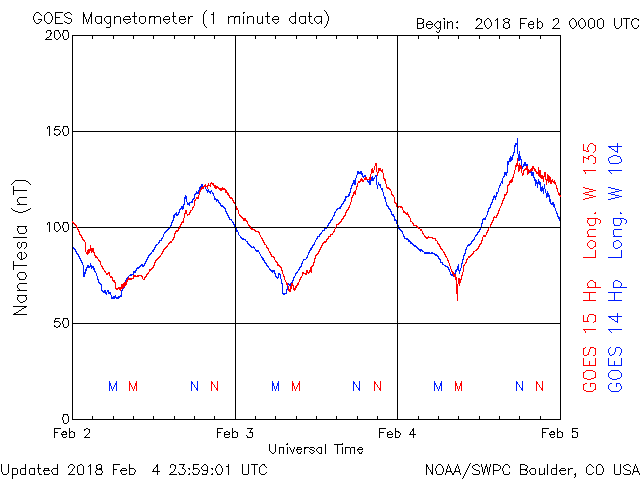 GOES Magnetometer (1 minute data)
Begin: 2018 Feb 2 0000 UTC
200
150
100
50
0
NanoTesla (nT)
M M N N M M N N M M N N
Feb 2 Feb 3 Feb 4 Feb 5
Universal Time
GOES 15 Hp Long. W 135
GOES 14 Hp Long. W 104
Updated 2018 Feb 4 23:59:01 UTC
NOAA/SWPC Boulder, CO USA